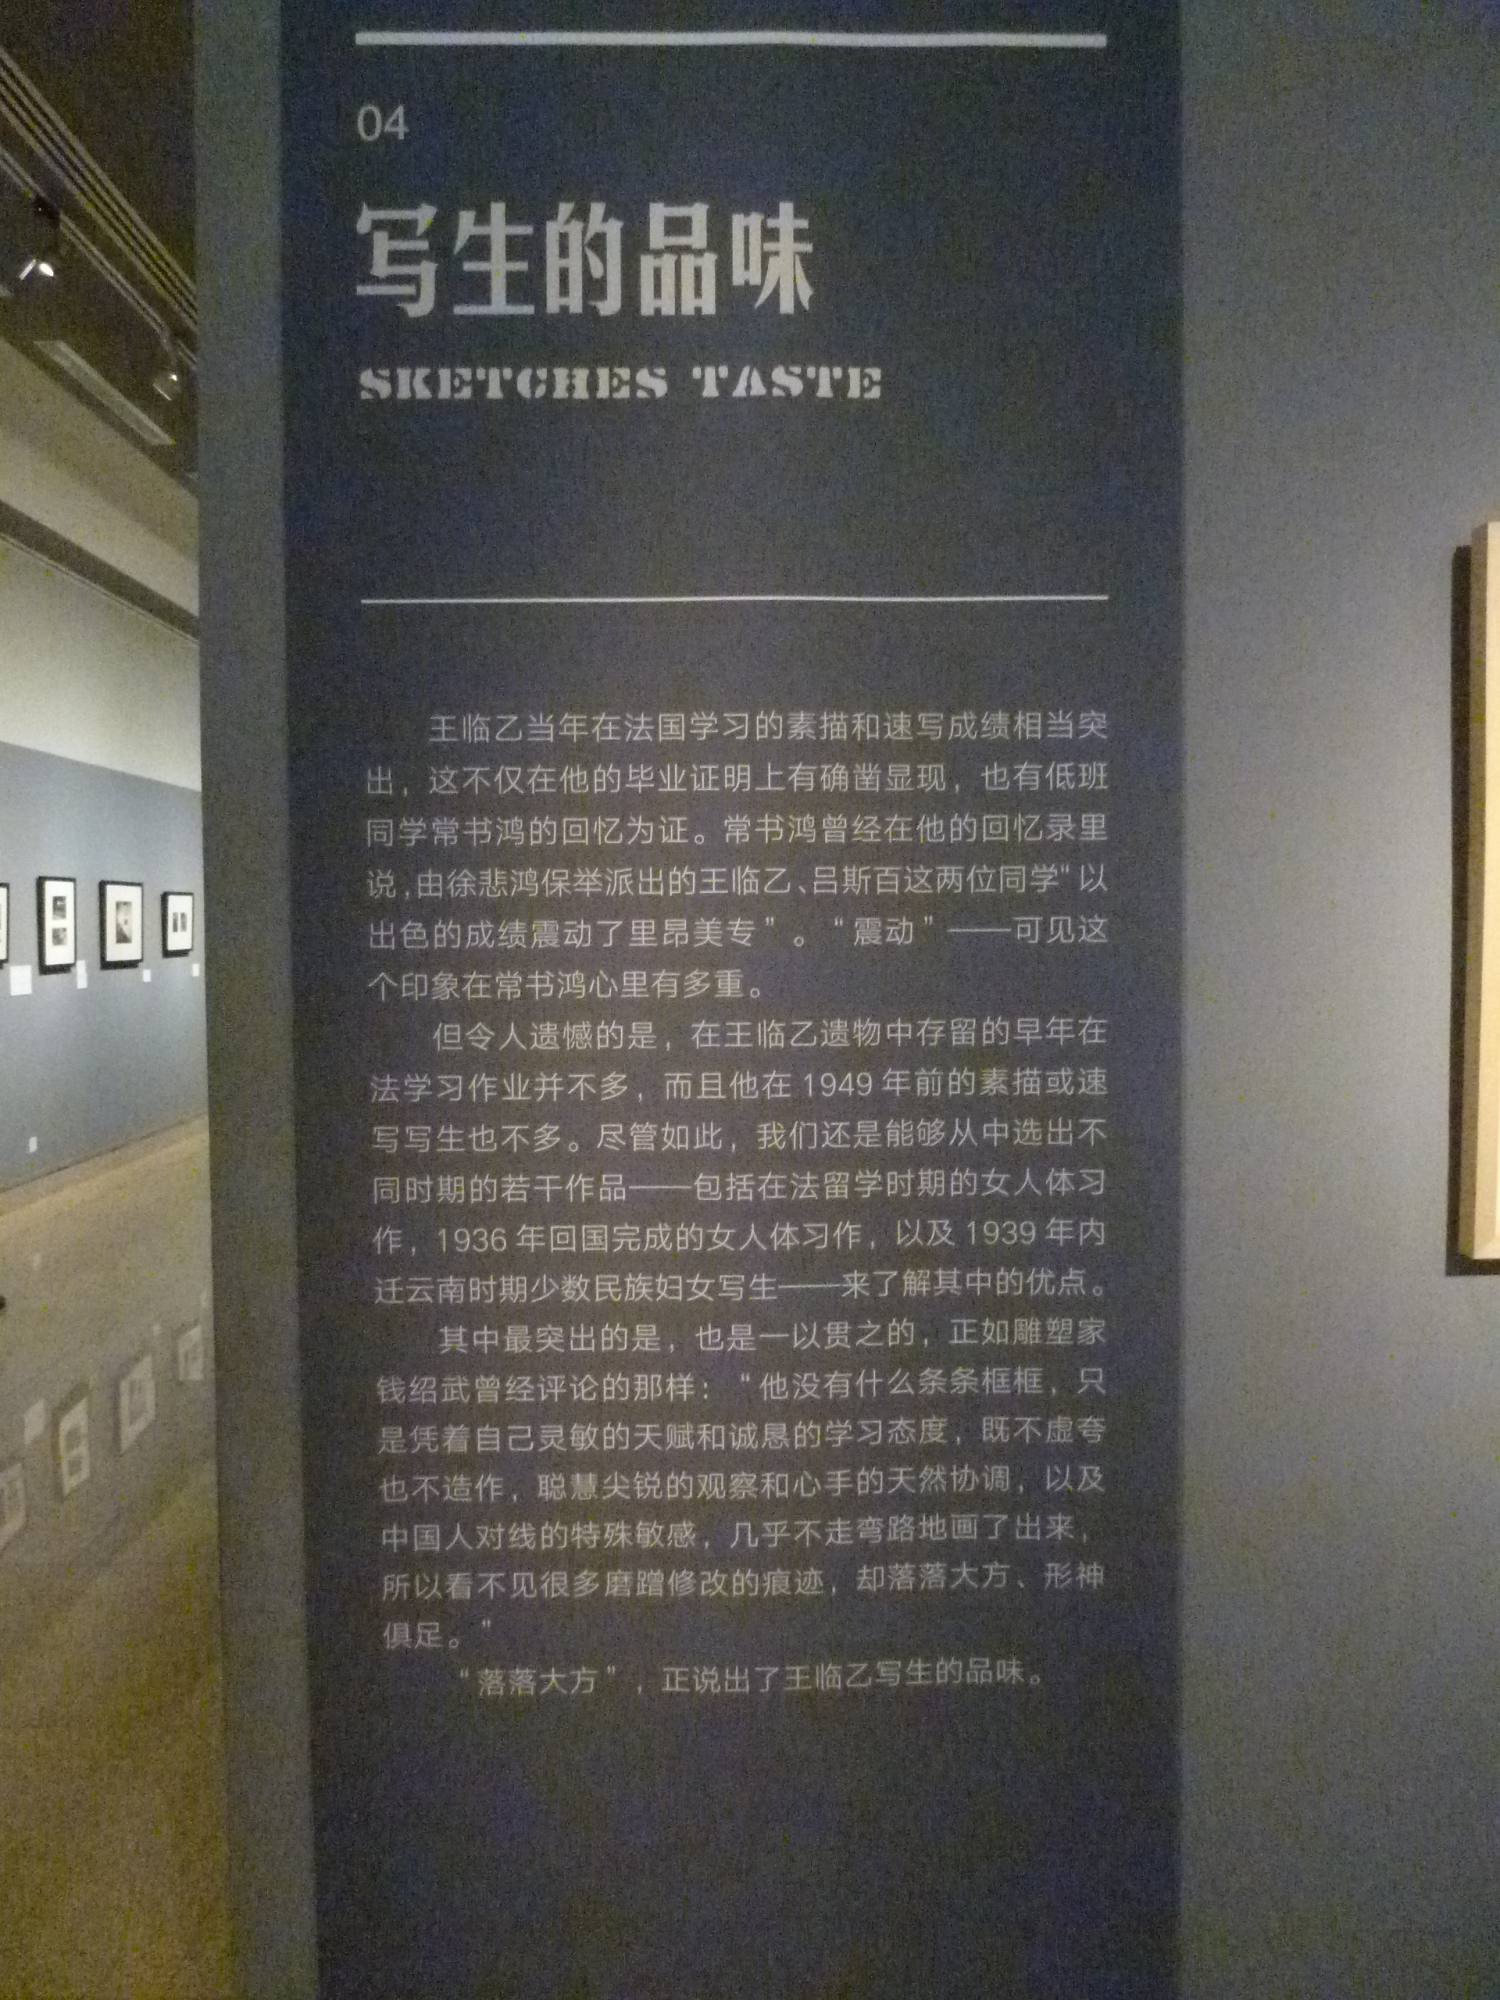 04
写生的品味
SKETCHES TASTE
王临乙当年在法国学习的素描和速写成绩相当突
出，这不仅在他的毕业证明上有确凿显现，也有低班
同学常书鸿的回忆为证。常书鸿曾经在他的回忆录里
说，由徐悲鸿保举派出的王临乙、吕斯百这两位同学“以
出色的成绩震动了里昂美专”。“震动”——可见这
个印象在常书鸿心里有多重。
但令人遗憾的是，在王临乙遗物中存留的早年在
法学习作业并不多，而且他在 1949 年前的素描或速
写写生也不多。尽管如此，我们还是能够从中选出不
同时期的若干作品——包括在法留学时期的女人体习
作，1936 年回国完成的女人体习作，以及 1939 年内
迁云南时期少数民族妇女写生——来了解其中的优点。
其中最突出的是，也是一以贯之的，正如雕塑家
钱绍武曾经评论的那样：“他没有什么条条框框，只
是凭着自己灵敏的天赋和诚恳的学习态度，既不虚夸
也不造作，聪慧尖锐的观察和心手的天然协调，以及
中国人对线的特殊敏感，几乎不走弯路地画了出来，
所以看不见很多磨蹭修改的痕迹，却落落大方、形神
俱足。”
“落落大方”，正说出了王临乙写生的品味。